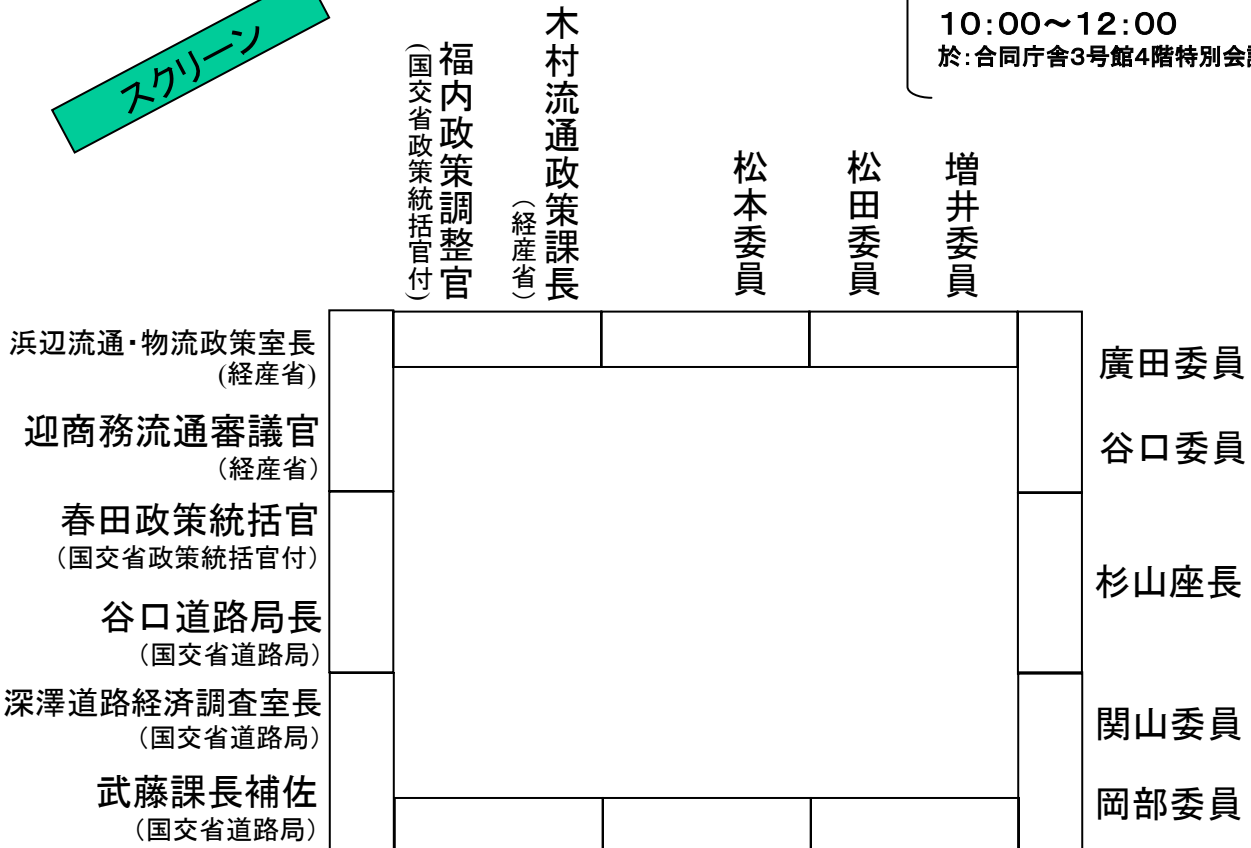 スクリーン
10:00～12:00
於:合同庁舎3号館4階特別会
福内政策調整官
(国交省政策統括官付)
木村流通政策課長
(経産省)
松本委員
松田委員
増井委員
浜辺流通・物流政策室長
(経産省)
迎商務流通審議官
(経産省)
春田政策統括官
(国交省政策統括官付)
谷口道路局長
(国交省道路局)
深澤道路経済調査室長
(国交省道路局)
武藤課長補佐
(国交省道路局)
廣田委員
谷口委員
杉山座長
関山委員
岡部委員